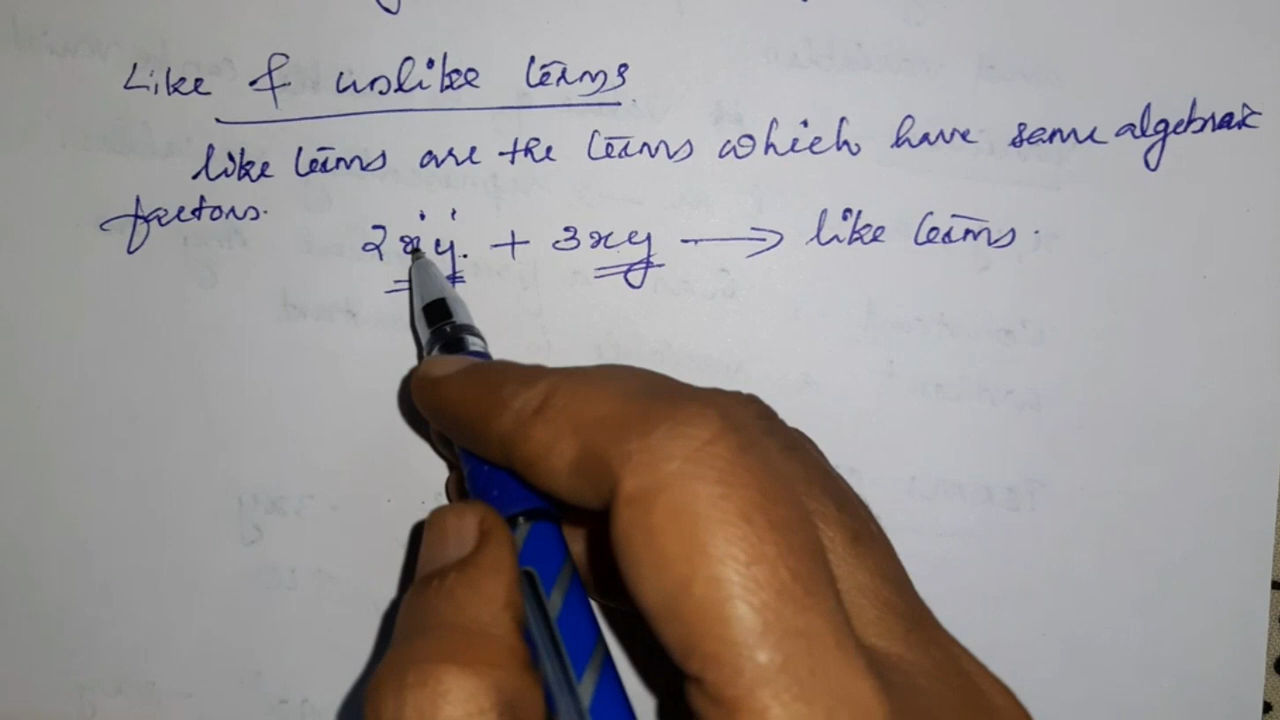 Like & unlike terms
like terms are the terms which have same algebraic
factors.
2xy + 3xy → like terms.